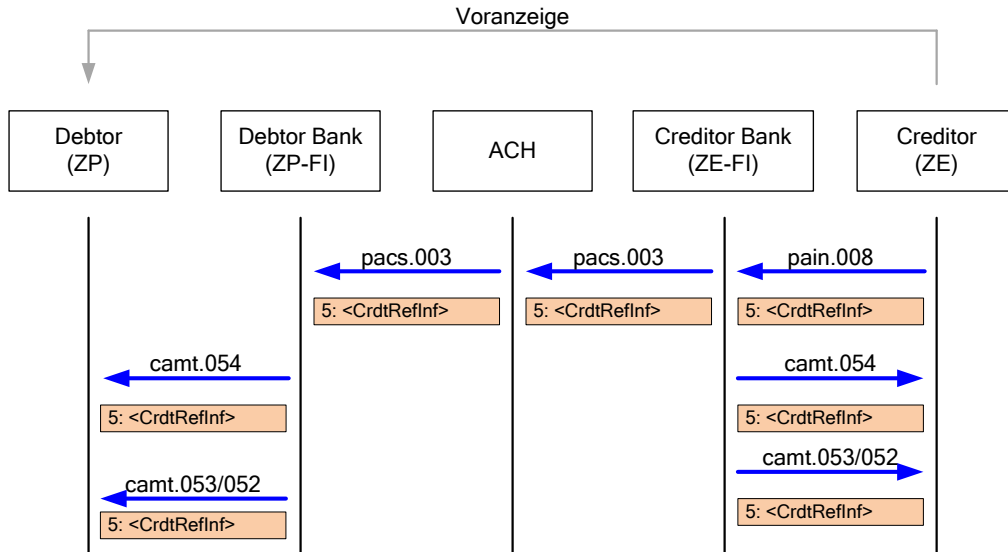 Voranzeige
Debtor
(ZP)
Debtor Bank
(ZP-FI)
ACH
Creditor Bank
(ZE-FI)
Creditor
(ZE)
pacs.003
pacs.003
pain.008
5: <CrdtRefInf>
5: <CrdtRefInf>
5: <CrdtRefInf>
camt.054
camt.054
5: <CrdtRefInf>
5: <CrdtRefInf>
camt.053/052
camt.053/052
5: <CrdtRefInf>
5: <CrdtRefInf>